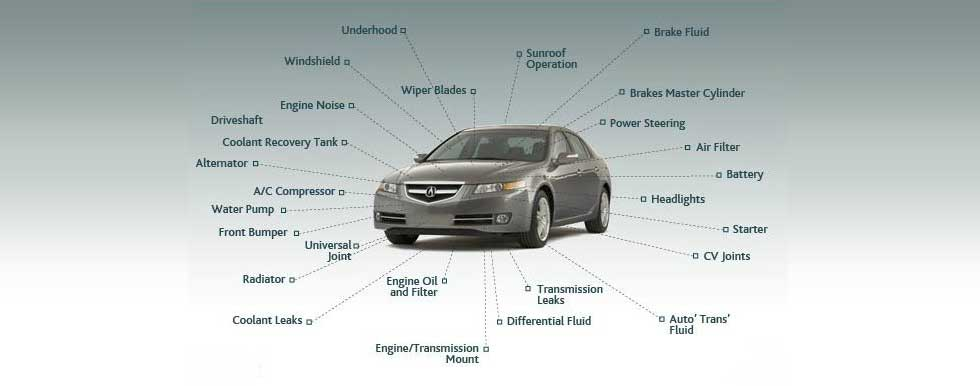 Underhood
Brake Fluid
Sunroof
Operation
Windshield
Wiper Blades
Brakes Master Cylinder
Engine Noise
Driveshaft
Power Steering
Coolant Recovery Tank
Air Filter
Alternator
Battery
A/C Compressor
Headlights
Water Pump
Front Bumper
Starter
Universal
Joint
CV Joints
Radiator
Engine Oil
and Filter
Transmission
Leaks
Coolant Leaks
Differential Fluid
Auto' Trans'
Fluid
Engine/Transmission
Mount